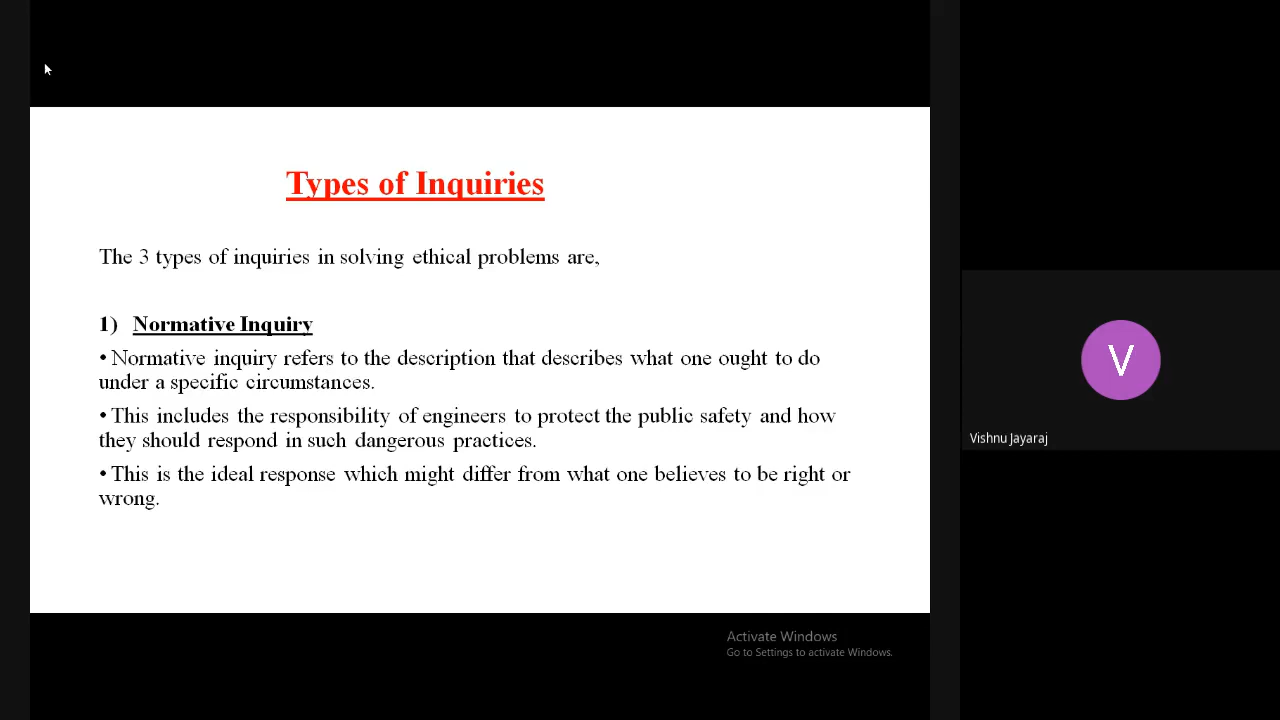 Types of Inquiries
The 3 types of inquiries in solving ethical problems are,
1) Normative Inquiry
• Normative inquiry refers to the description that describes what one ought to do
under a specific circumstances.
• This includes the responsibility of engineers to protect the public safety and how
they should respond in such dangerous practices.
• This is the ideal response which might differ from what one believes to be right or
wrong.
V
Vishnu Jayaraj
Activate Windows
Go to Settings to activate Windows.